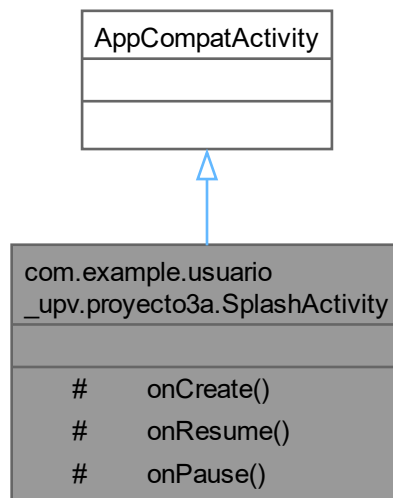 AppCompatActivity
com.example.usuario
_upv.proyecto3a.SplashActivity
# onCreate()
# onResume()
# onPause()